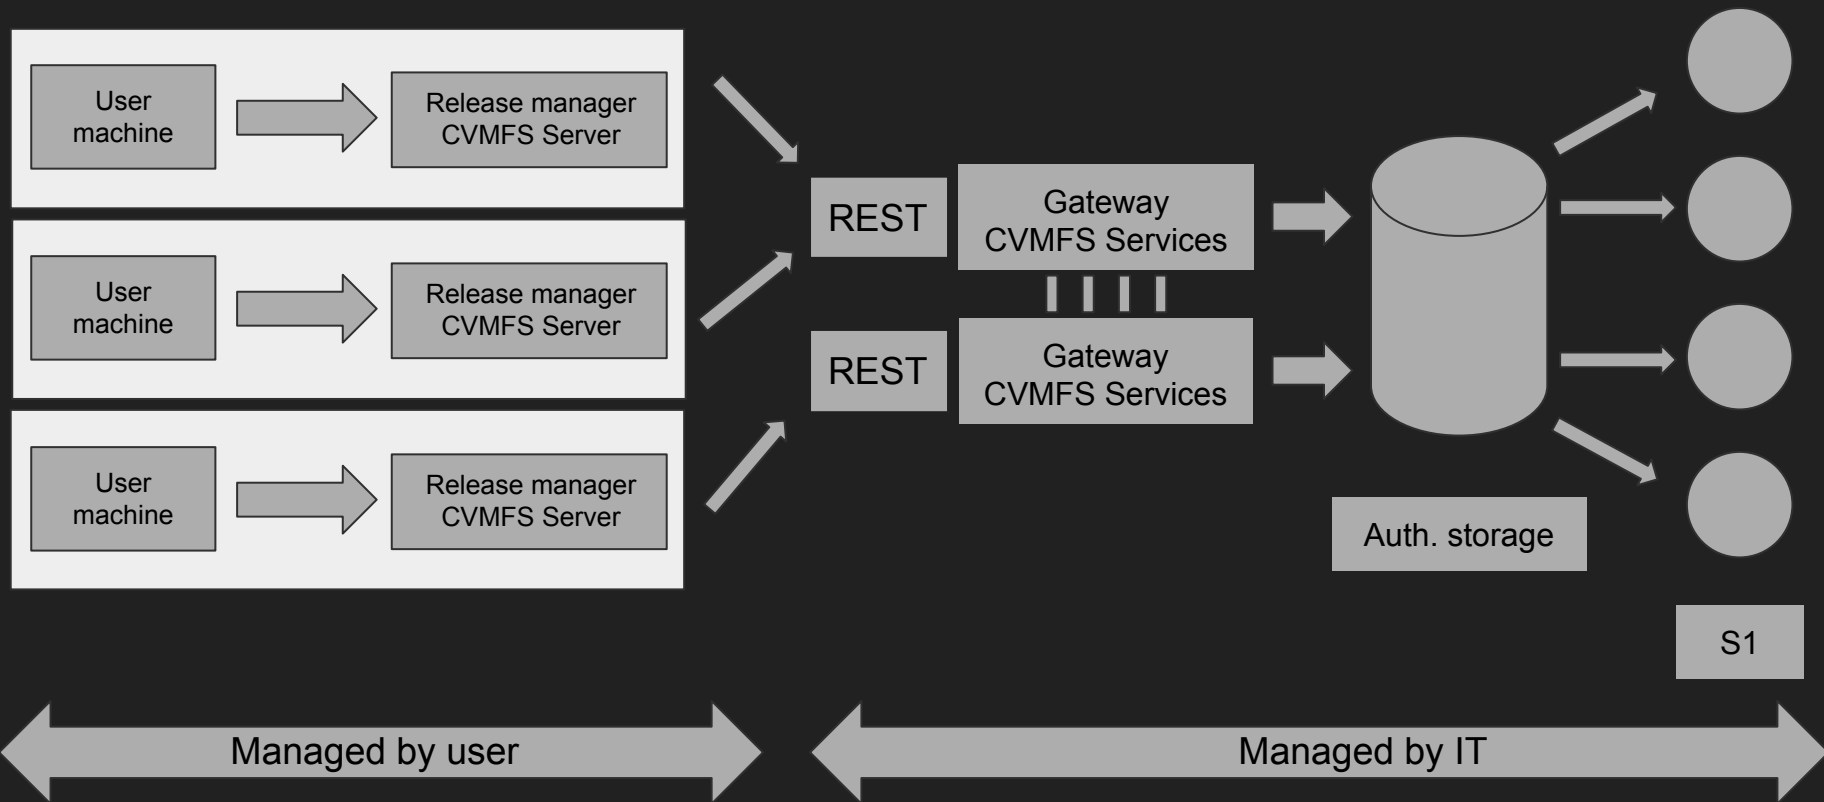 User
machine
Release manager
CVMFS Server
User
machine
Release manager
CVMFS Server
User
machine
Release manager
CVMFS Server
REST
Gateway
CVMFS Services
REST
Gateway
CVMFS Services
Auth. storage
S1
Managed by user
Managed by IT